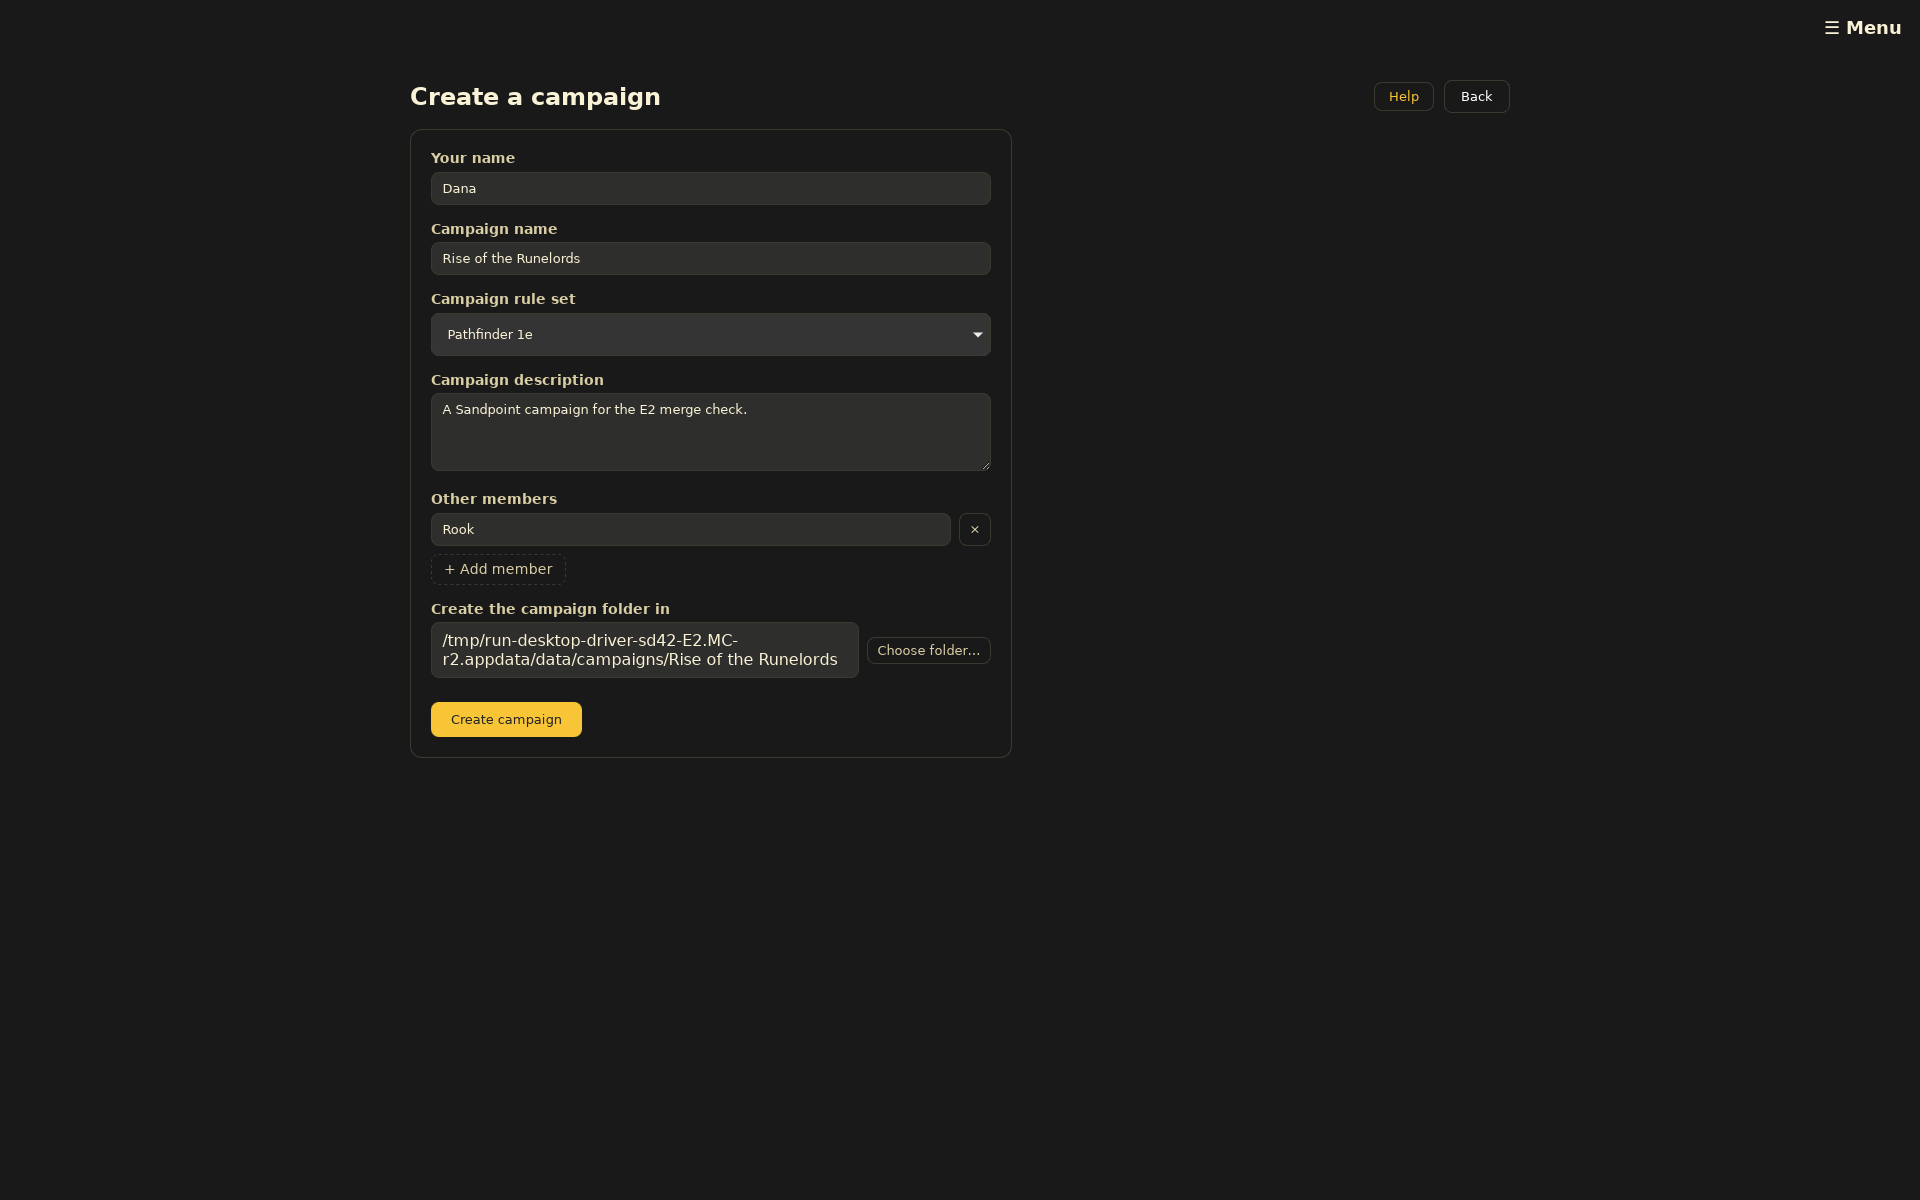 ☰ Menu
Create a campaign
Help
Back
Your name
Dana
Campaign name
Rise of the Runelords
Campaign rule set
Pathfinder 1e
Campaign description
A Sandpoint campaign for the E2 merge check.
Other members
Rook
×
+ Add member
Create the campaign folder in
/tmp/run-desktop-driver-sd42-E2.MC-
r2.appdata/data/campaigns/Rise of the Runelords
Choose folder...
Create campaign